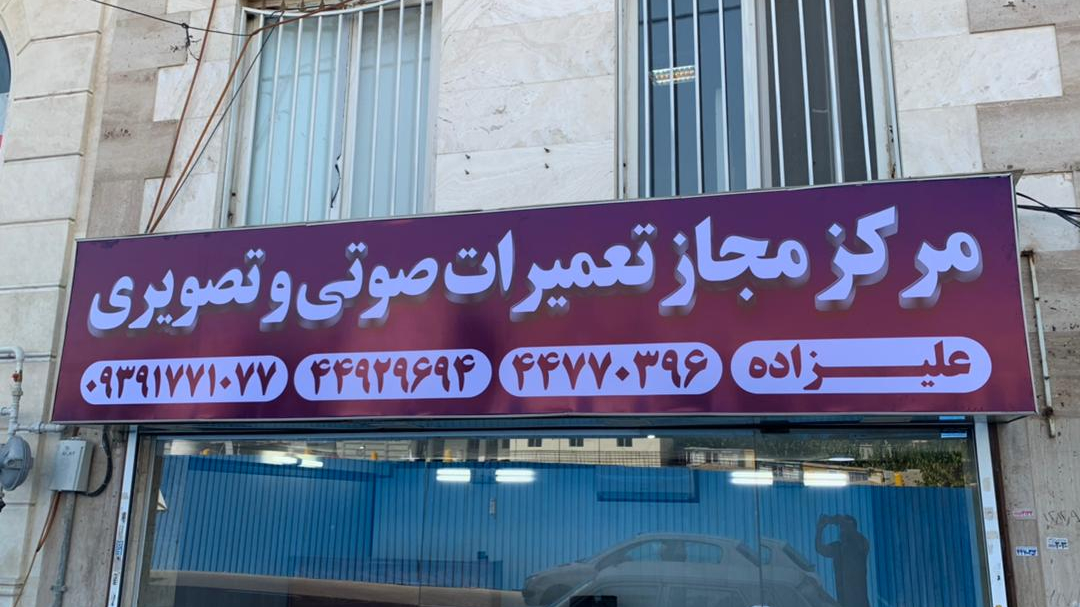 مرکز مجاز تعمیرات صوتی و تصویری
علیزاده ۴۴۷۷۰۳۹۶ ۴۴۹۲۹۶۹۴ ۰۹۳۹۱۷۷۱۰۷۷